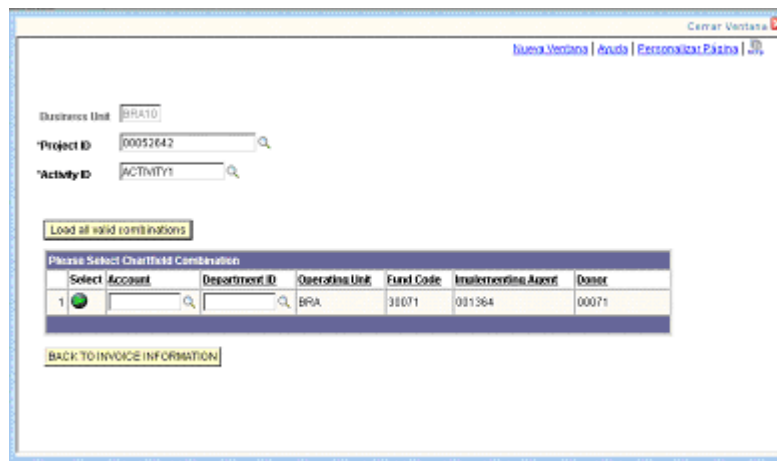 Cerrar Ventana
Nueva Ventana | Ayuda | Personalizar Página |
Business Unit BRA10
*Project ID 00052642
*Activity ID ACTIVITY1
Load all valid combinations
Please Select Chartfield Combination
Select Account Department ID Operating Unit Fund Code Implementing Agent Donor
1 BRA 30071 001364 00071
BACK TO INVOICE INFORMATION